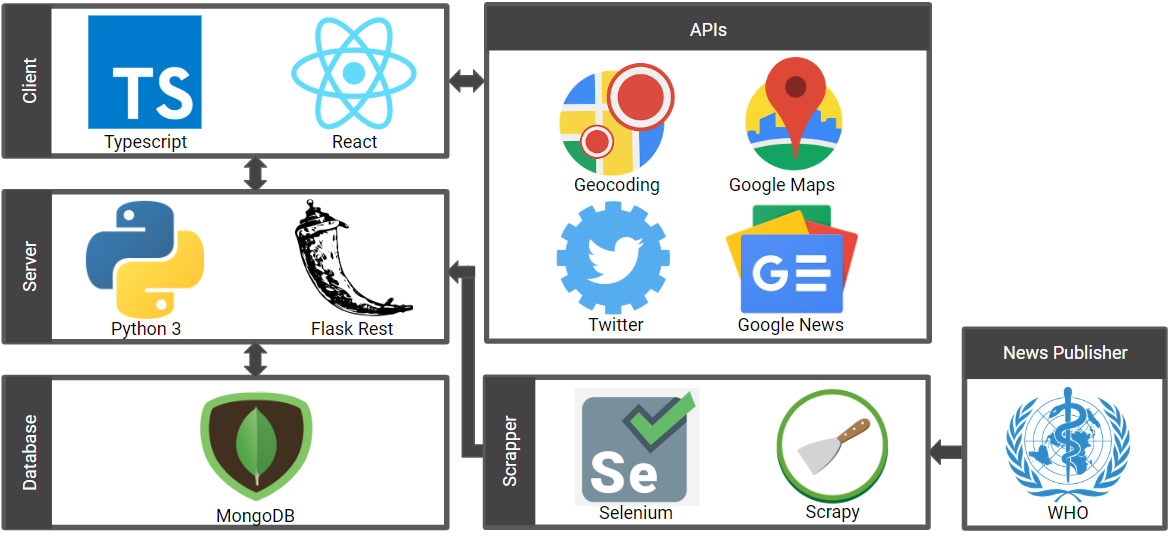 Client
TS
Typescript
React
APIs
Geocoding
Google Maps
Twitter
GE
Google News
Server
Python 3
Flask Rest
Database
MongoDB
Scrapper
Se
Selenium
Scrapy
News Publisher
WHO